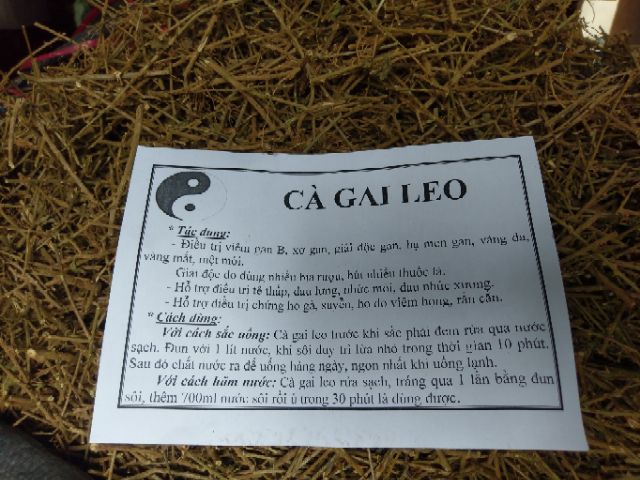 CÀ GAI LEO
* Tác dụng:
- Điều trị viêm gan B, xơ gan, giải độc gan, hạ men gan, vàng da,
vàng mắt, mệt mỏi.
Giải độc do dùng nhiều bia rượu, hút nhiều thuốc lá.
- Hỗ trợ điều trị tê thấp, đau lưng, nhức mỏi, đau nhức xương.
- Hỗ trợ điều trị chứng ho gà, suyễn, ho do viêm họng, rắn cắn.
* Cách dùng:
Với cách sắc uống: Cà gai leo trước khi sắc phải đem rửa qua nước
sạch. Đun với 1 lít nước, khi sôi duy trì lửa nhỏ trong thời gian 10 phút.
Sau đó chắt nước ra để uống hàng ngày, ngon nhất khi uống lạnh.
Với cách hãm nước: Cà gai leo rửa sạch, tráng qua 1 lần bằng đun
sôi, thêm 700ml nước sôi rồi ủ trong 30 phút là dùng được.